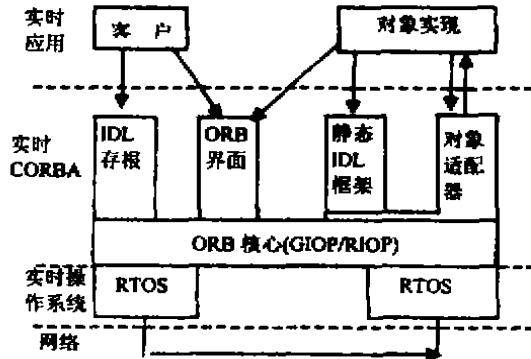 实时
应用
客 户
对象实现
实时
CORBA
IDL
存根
ORB
界面
静态
IDL
框架
对象
适配
器
ORB 核心(GIOP/RIOP)
实时操
作系统
RTOS
RTOS
网络